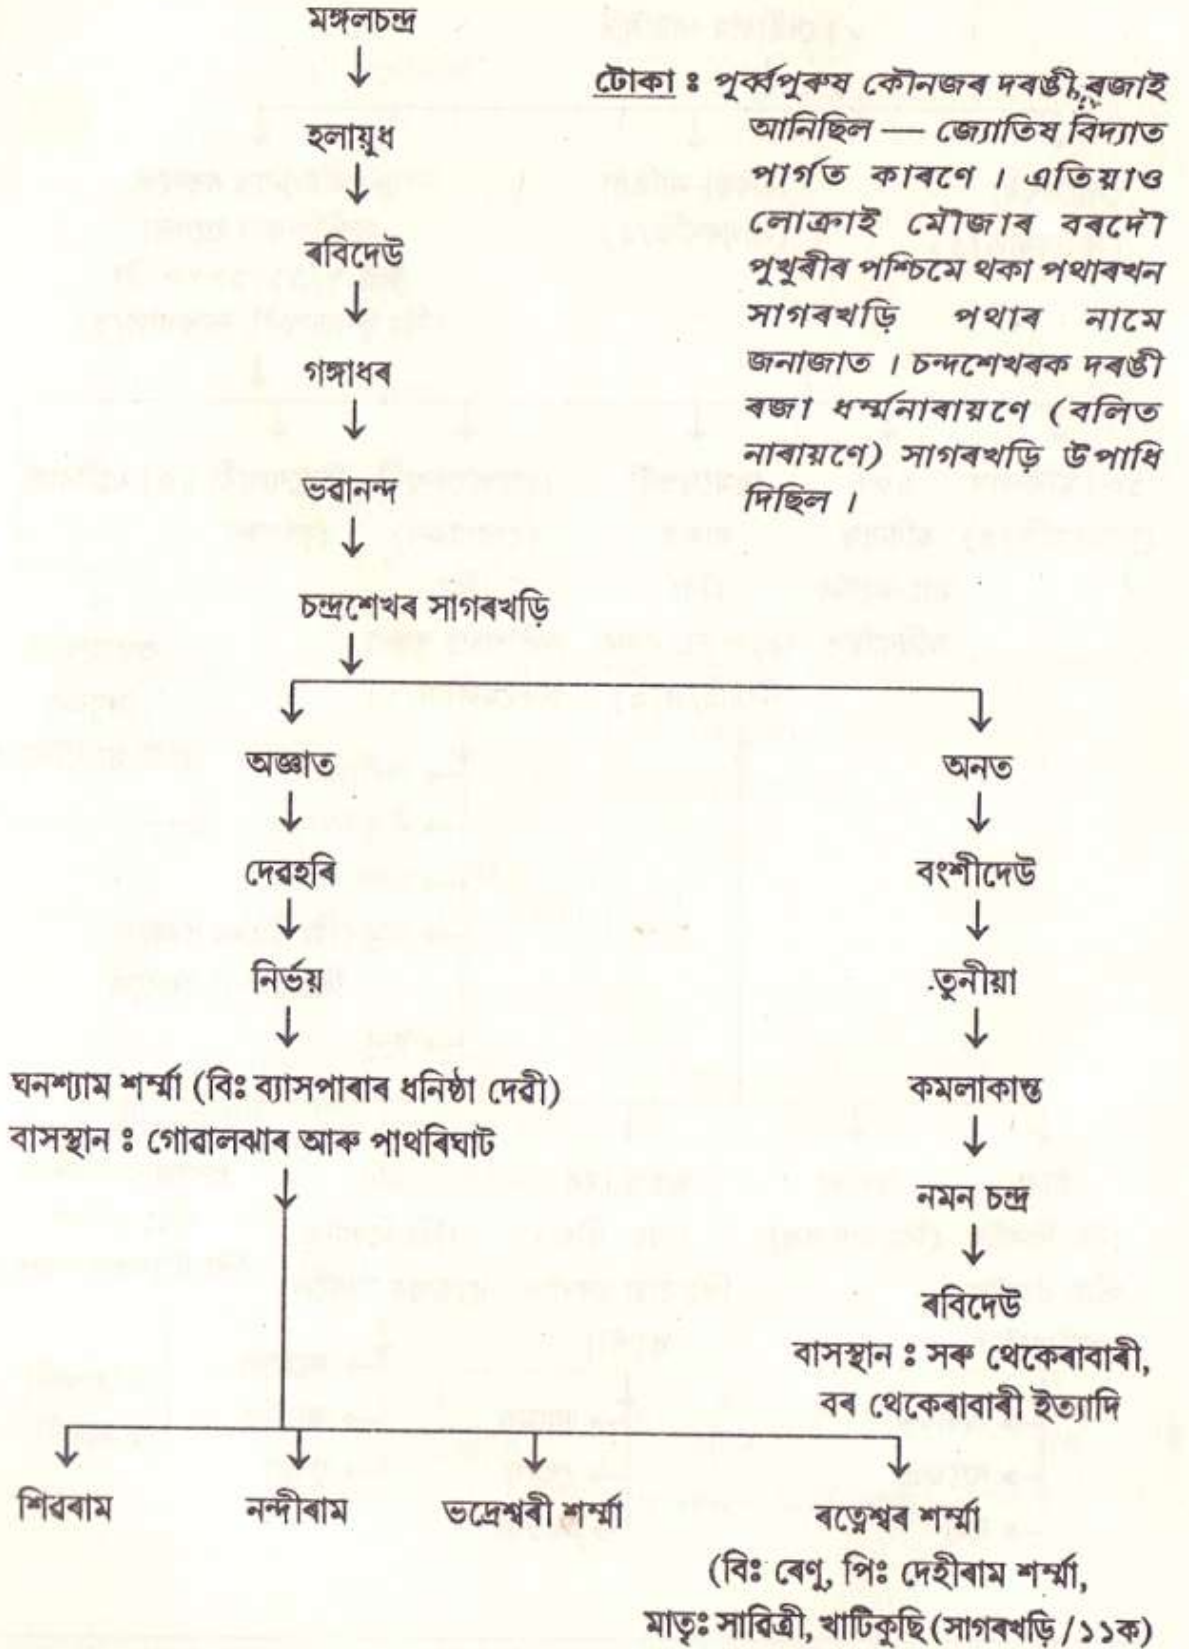 মঙ্গলচন্দ্ৰ
টোকা ঃ পূৰ্ব্বপুৰুষ কৌনজৰ দৰঙী ৰজাই
আনিছিল — জ্যোতিষ বিদ্যাত
পাৰ্গত কাৰণে । এতিয়াও
লোক্ৰাই মৌজাৰ বৰদৌ
পুখুৰীৰ পশ্চিমে থকা পথাৰখন
সাগৰখড়ি পথাৰ নামে
জনাজাত । চন্দশেখৰক দৰঙী
ৰজা ধৰ্ম্মনাৰায়ণে (বলিত
নাৰায়ণে) সাগৰখড়ি উপাধি
দিছিল ।
হলায়ূধ
ৰবিদেউ
গঙ্গাধৰ
ভৱানন্দ
চন্দ্ৰশেখৰ সাগৰখড়ি
অজ্ঞাত
অনত
দেৱহৰি
বংশীদেউ
নিৰ্ভয়
তুনীয়া
ঘনশ্যাম শৰ্ম্মা (বিঃ ব্যাসপাৰাৰ ধনিষ্ঠা দেৱী)
বাসস্থান ঃ গোৱালঝাৰ আৰু পাথৰিঘাট
কমলাকান্ত
নমন চন্দ্ৰ
ৰবিদেউ
বাসস্থান ঃ সৰু থেকেৰাবাৰী,
বৰ থেকেৰাবাৰী ইত্যাদি
শিৱৰাম
নন্দীৰাম
ভদ্ৰেশ্বৰী শৰ্ম্মা
ৰত্নেশ্বৰ শৰ্ম্মা
(বিঃ ৰেণু, পিঃ দেহীৰাম শৰ্ম্মা,
মাতৃঃ সাৱিত্ৰী, খাটিকুছি (সাগৰখড়ি /১১ক)